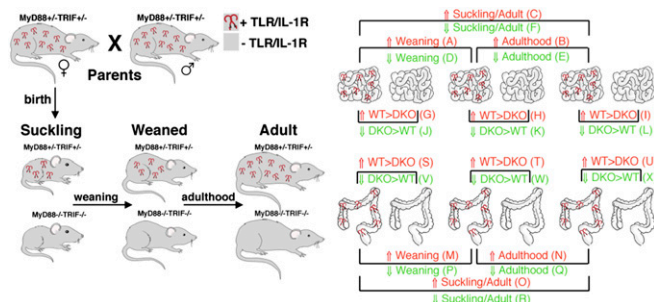 MyD88+/-TRIF+/-
MyD88+/-TRIF+/-
+ TLR/IL-1R
- TLR/IL-1R
X
♀
♂
Parents
birth
Suckling
Weaned
Adult
MyD88+/-TRIF+/-
MyD88+/-TRIF+/-
MyD88+/-TRIF+/-
weaning
adulthood
MyD88-/-TRIF-/-
MyD88-/-TRIF-/-
MyD88-/-TRIF-/-
⇑ Suckling/Adult (C)
⇓ Suckling/Adult (F)
⇑ Weaning (A)
⇑ Adulthood (B)
⇓ Weaning (D)
⇓ Adulthood (E)
⇑ WT>DKO (G)
⇑ WT>DKO (H)
⇑ WT>DKO (I)
⇓ DKO>WT (J)
⇓ DKO>WT (K)
⇓ DKO>WT (L)
⇑ WT>DKO (S)
⇑ WT>DKO (T)
⇑ WT>DKO (U)
⇓ DKO>WT (V)
⇓ DKO>WT (W)
⇓ DKO>WT (X)
⇑ Weaning (M)
⇑ Adulthood (N)
⇓ Weaning (P)
⇓ Adulthood (Q)
⇑ Suckling/Adult (O)
⇓ Suckling/Adult (R)